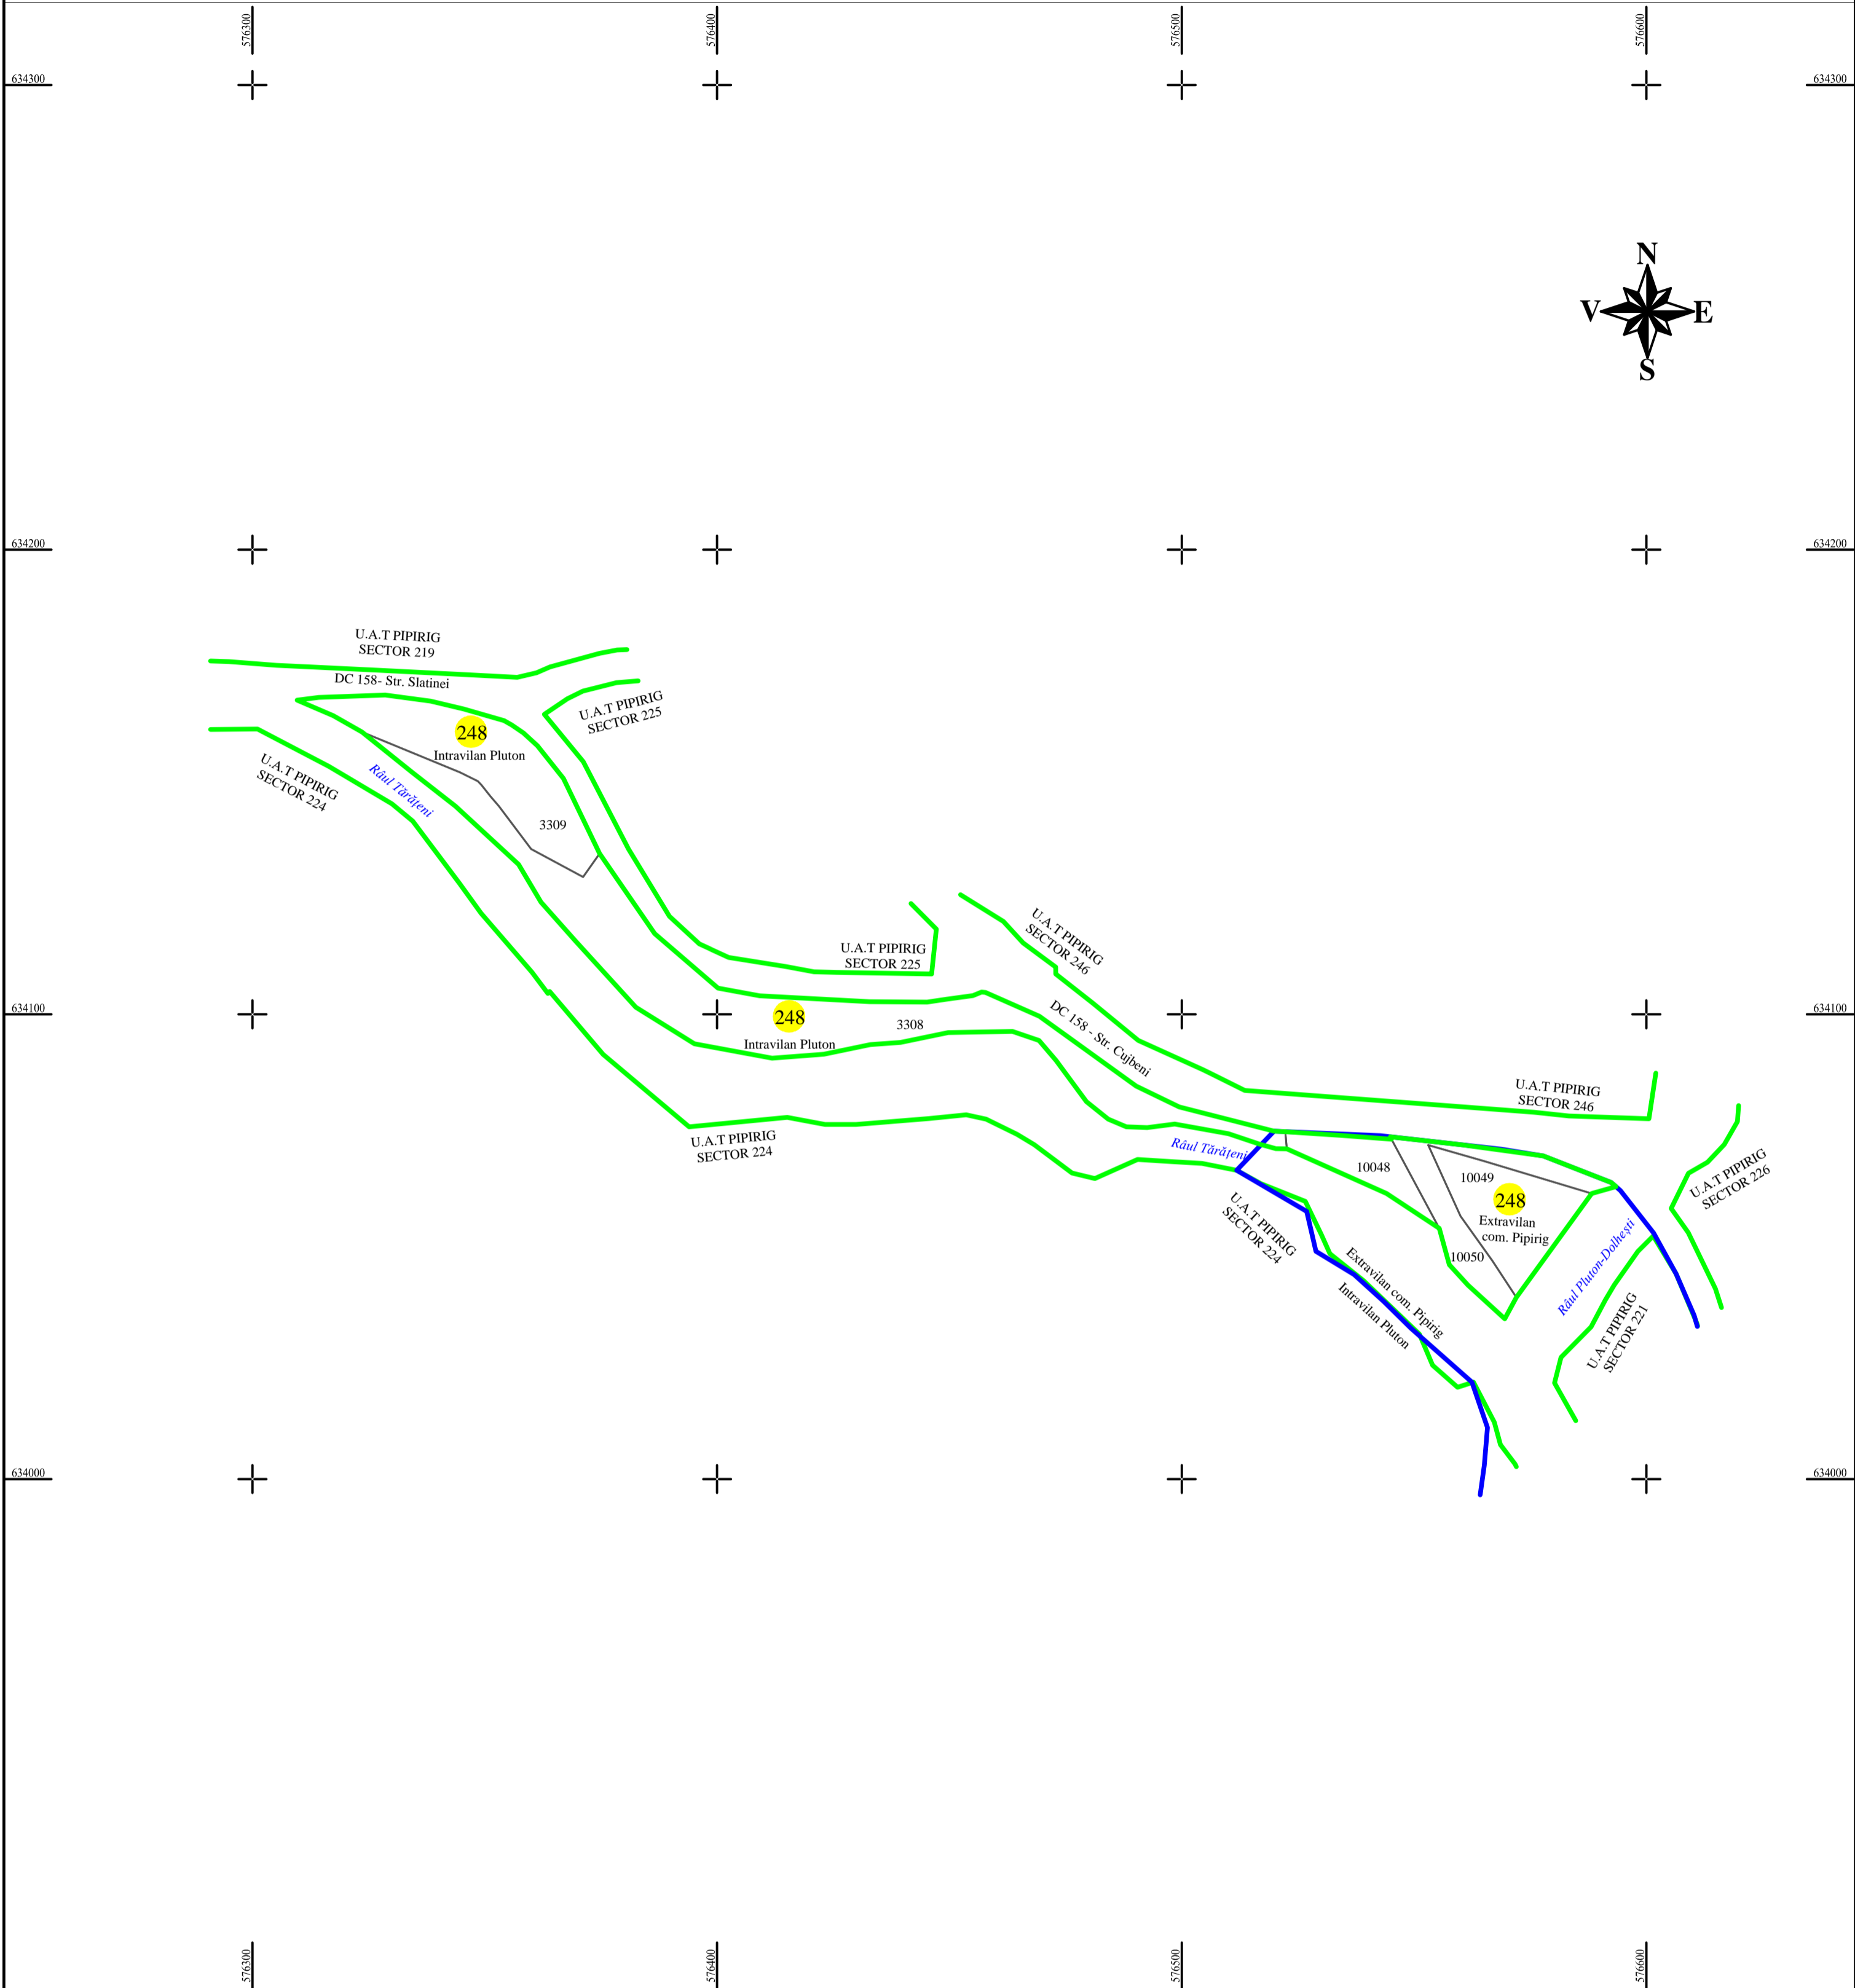 576300
576400
576500
576600
634300
634300
N
V
E
S
634200
634200
U.A.T PIPIRIG
SECTOR 219
DC 158- Str. Slatinei
U.A.T PIPIRIG
SECTOR 225
248
Intravilan Pluton
U.A.T PIPIRIG
SECTOR 224
Râul Tărățeni
3309
U.A.T PIPIRIG
SECTOR 225
U.A.T PIPIRIG
SECTOR 246
634100
634100
248
Intravilan Pluton
3308
DC 158 - Str. Cujbeni
U.A.T PIPIRIG
SECTOR 246
U.A.T PIPIRIG
SECTOR 224
Râul Tărățeni
10048
10049
248
Extravilan
com. Pipirig
10050
U.A.T PIPIRIG
SECTOR 226
U.A.T PIPIRIG
SECTOR 224
Râul Pluton-Dolhești
Extravilan com. Pipirig
Intravilan Pluton
U.A.T PIPIRIG
SECTOR 221
634000
634000
576300
576400
576500
576600